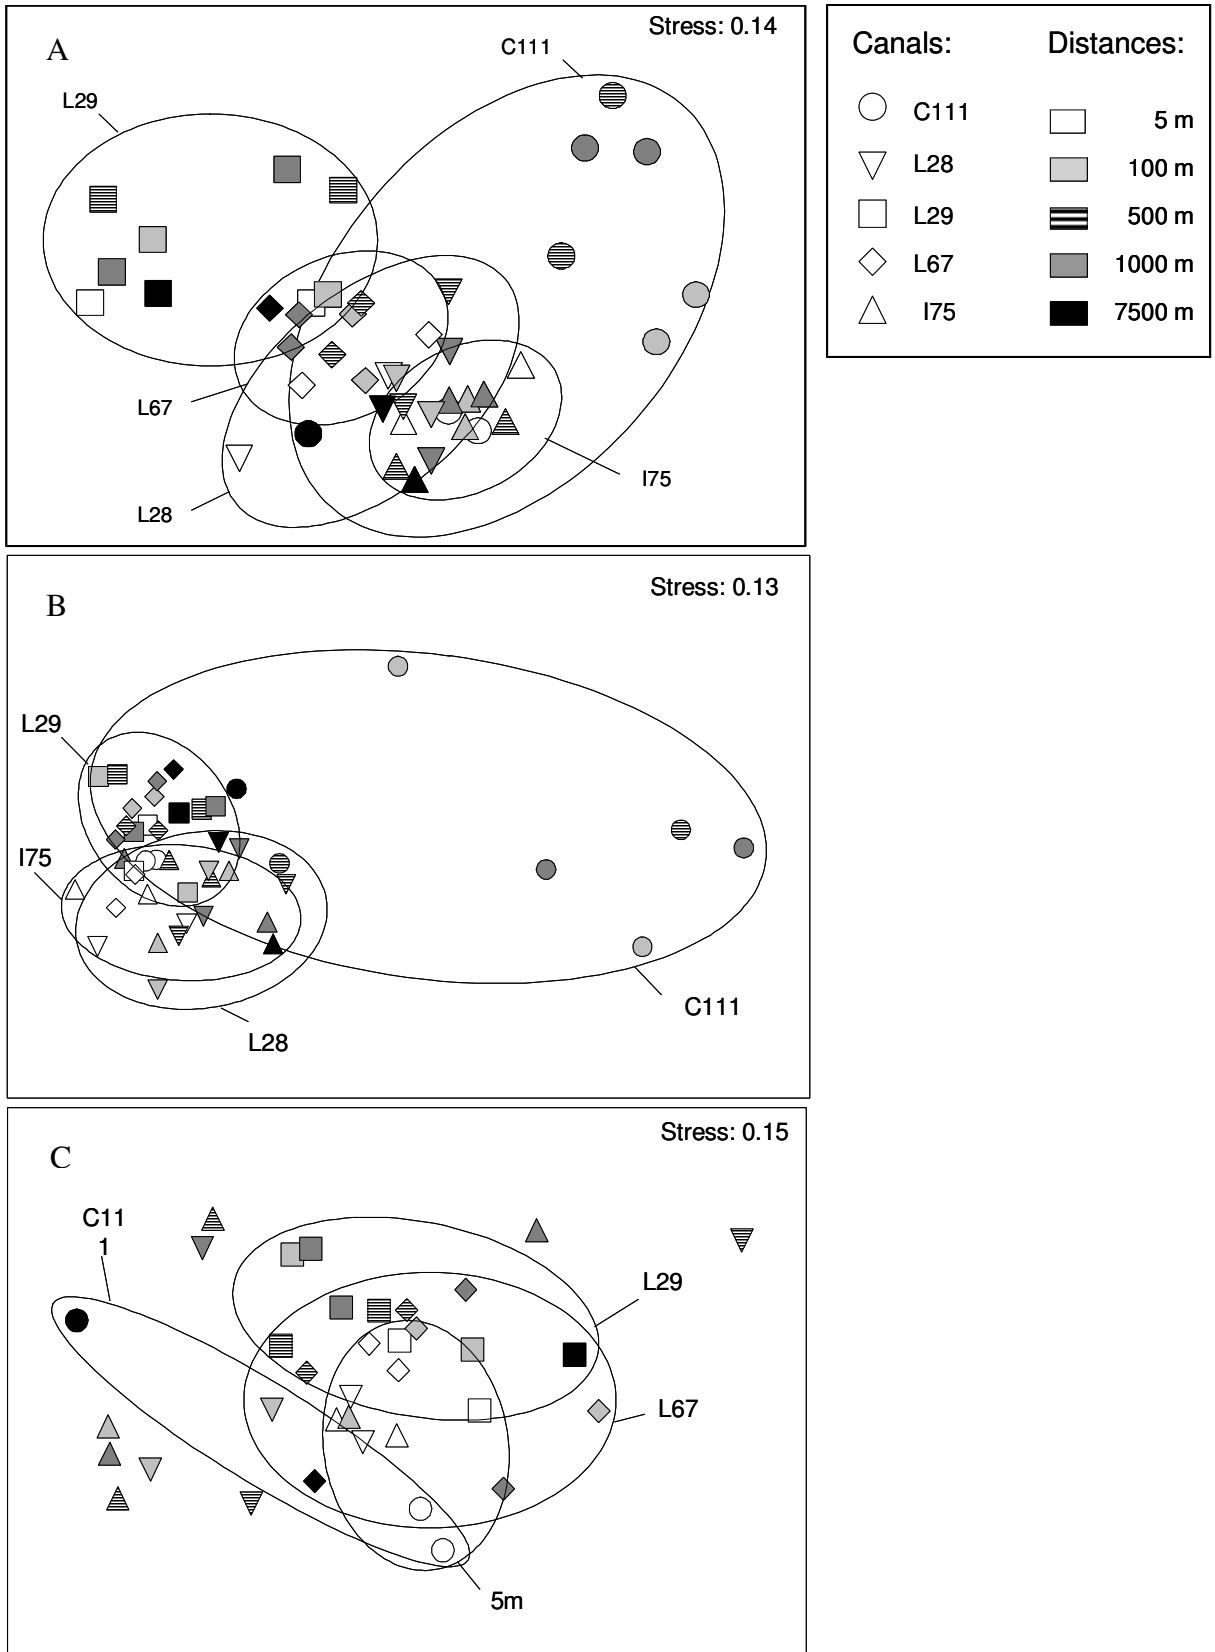 A
Stress: 0.14
C111
L29
L67
L28
I75
Canals:
Distances:
C111
5 m
L28
100 m
L29
500 m
L67
1000 m
I75
7500 m
B
Stress: 0.13
L29
I75
C111
L28
C
Stress: 0.15
C11
1
L29
L67
5m